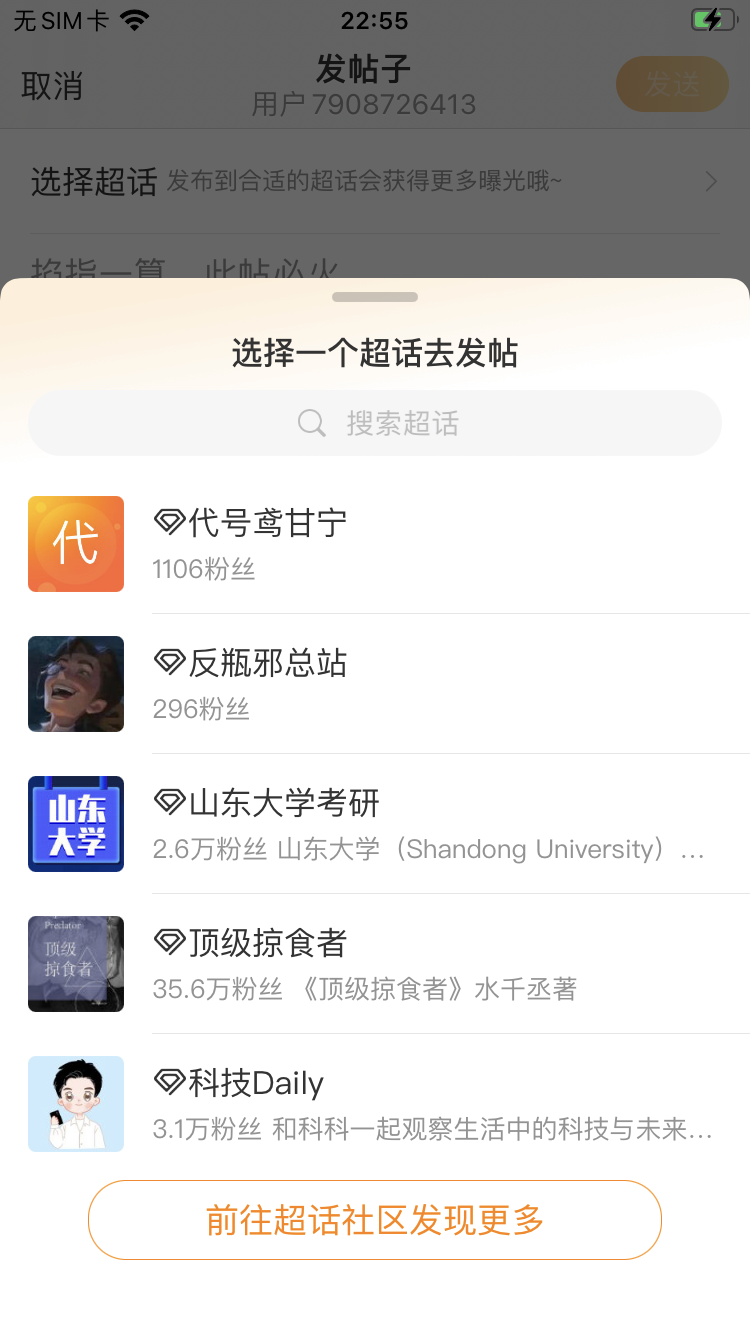 无SIM卡
22:55
取消
发帖子
用户7908726413
发送
选择超话 发布到合适的超话会获得更多曝光哦~
掐指一算，此帖必火
选择一个超话去发帖
搜索超话
代
代号鸢甘宁
1106粉丝
反瓶邪总站
296粉丝
山东
大学
山东大学考研
2.6万粉丝 山东大学（Shandong University）…
Predator
顶级
掠食者
顶级掠食者
35.6万粉丝 《顶级掠食者》水千丞著
科技Daily
3.1万粉丝 和科科一起观察生活中的科技与未来…
前往超话社区发现更多